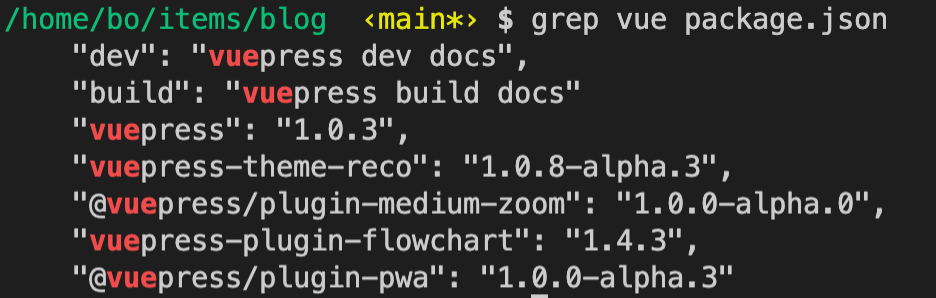 /home/bo/items/blog ‹main*› $ grep vue package.json
"dev": "vuepress dev docs",
"build": "vuepress build docs"
"vuepress": "1.0.3",
"vuepress-theme-reco": "1.0.8-alpha.3",
"@vuepress/plugin-medium-zoom": "1.0.0-alpha.0",
"vuepress-plugin-flowchart": "1.4.3",
"@vuepress/plugin-pwa": "1.0.0-alpha.3"